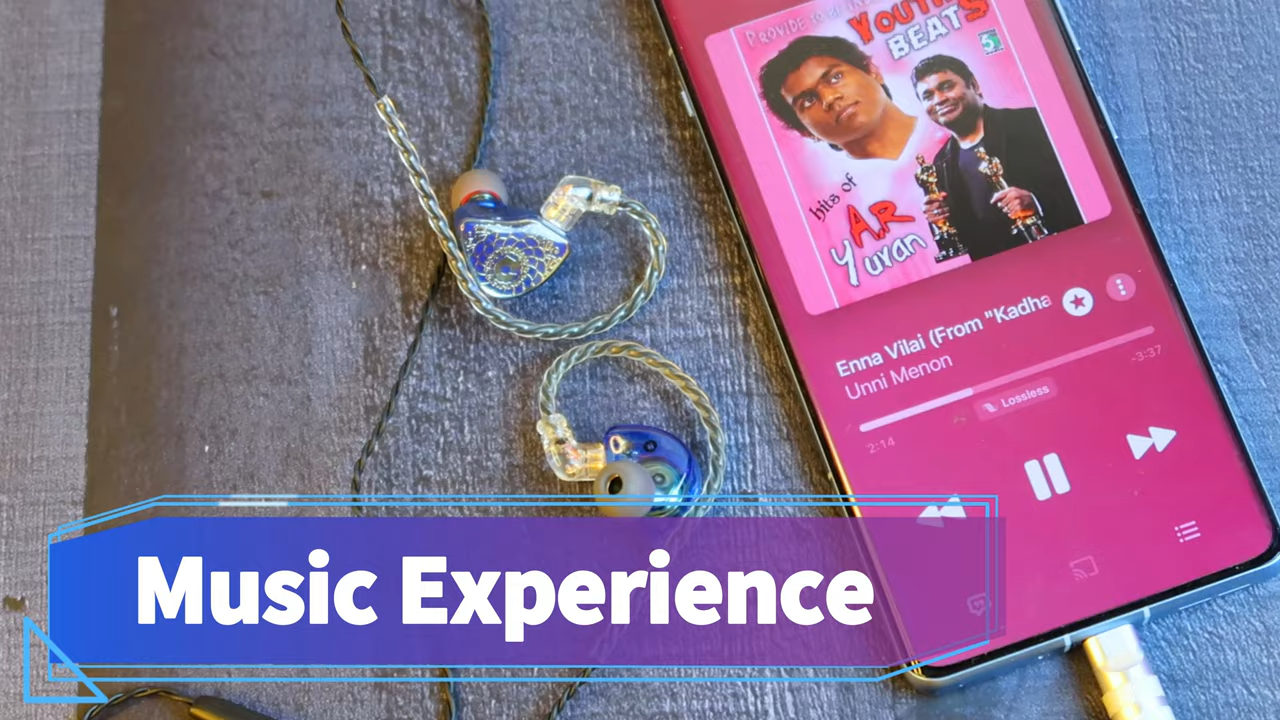 YOUTH
BEATS
5
hits of
A.R
Yuvan
Enna Vilai (From "Kadha
Unni Menon
Lossless
2:14
-3:37
Music Experience